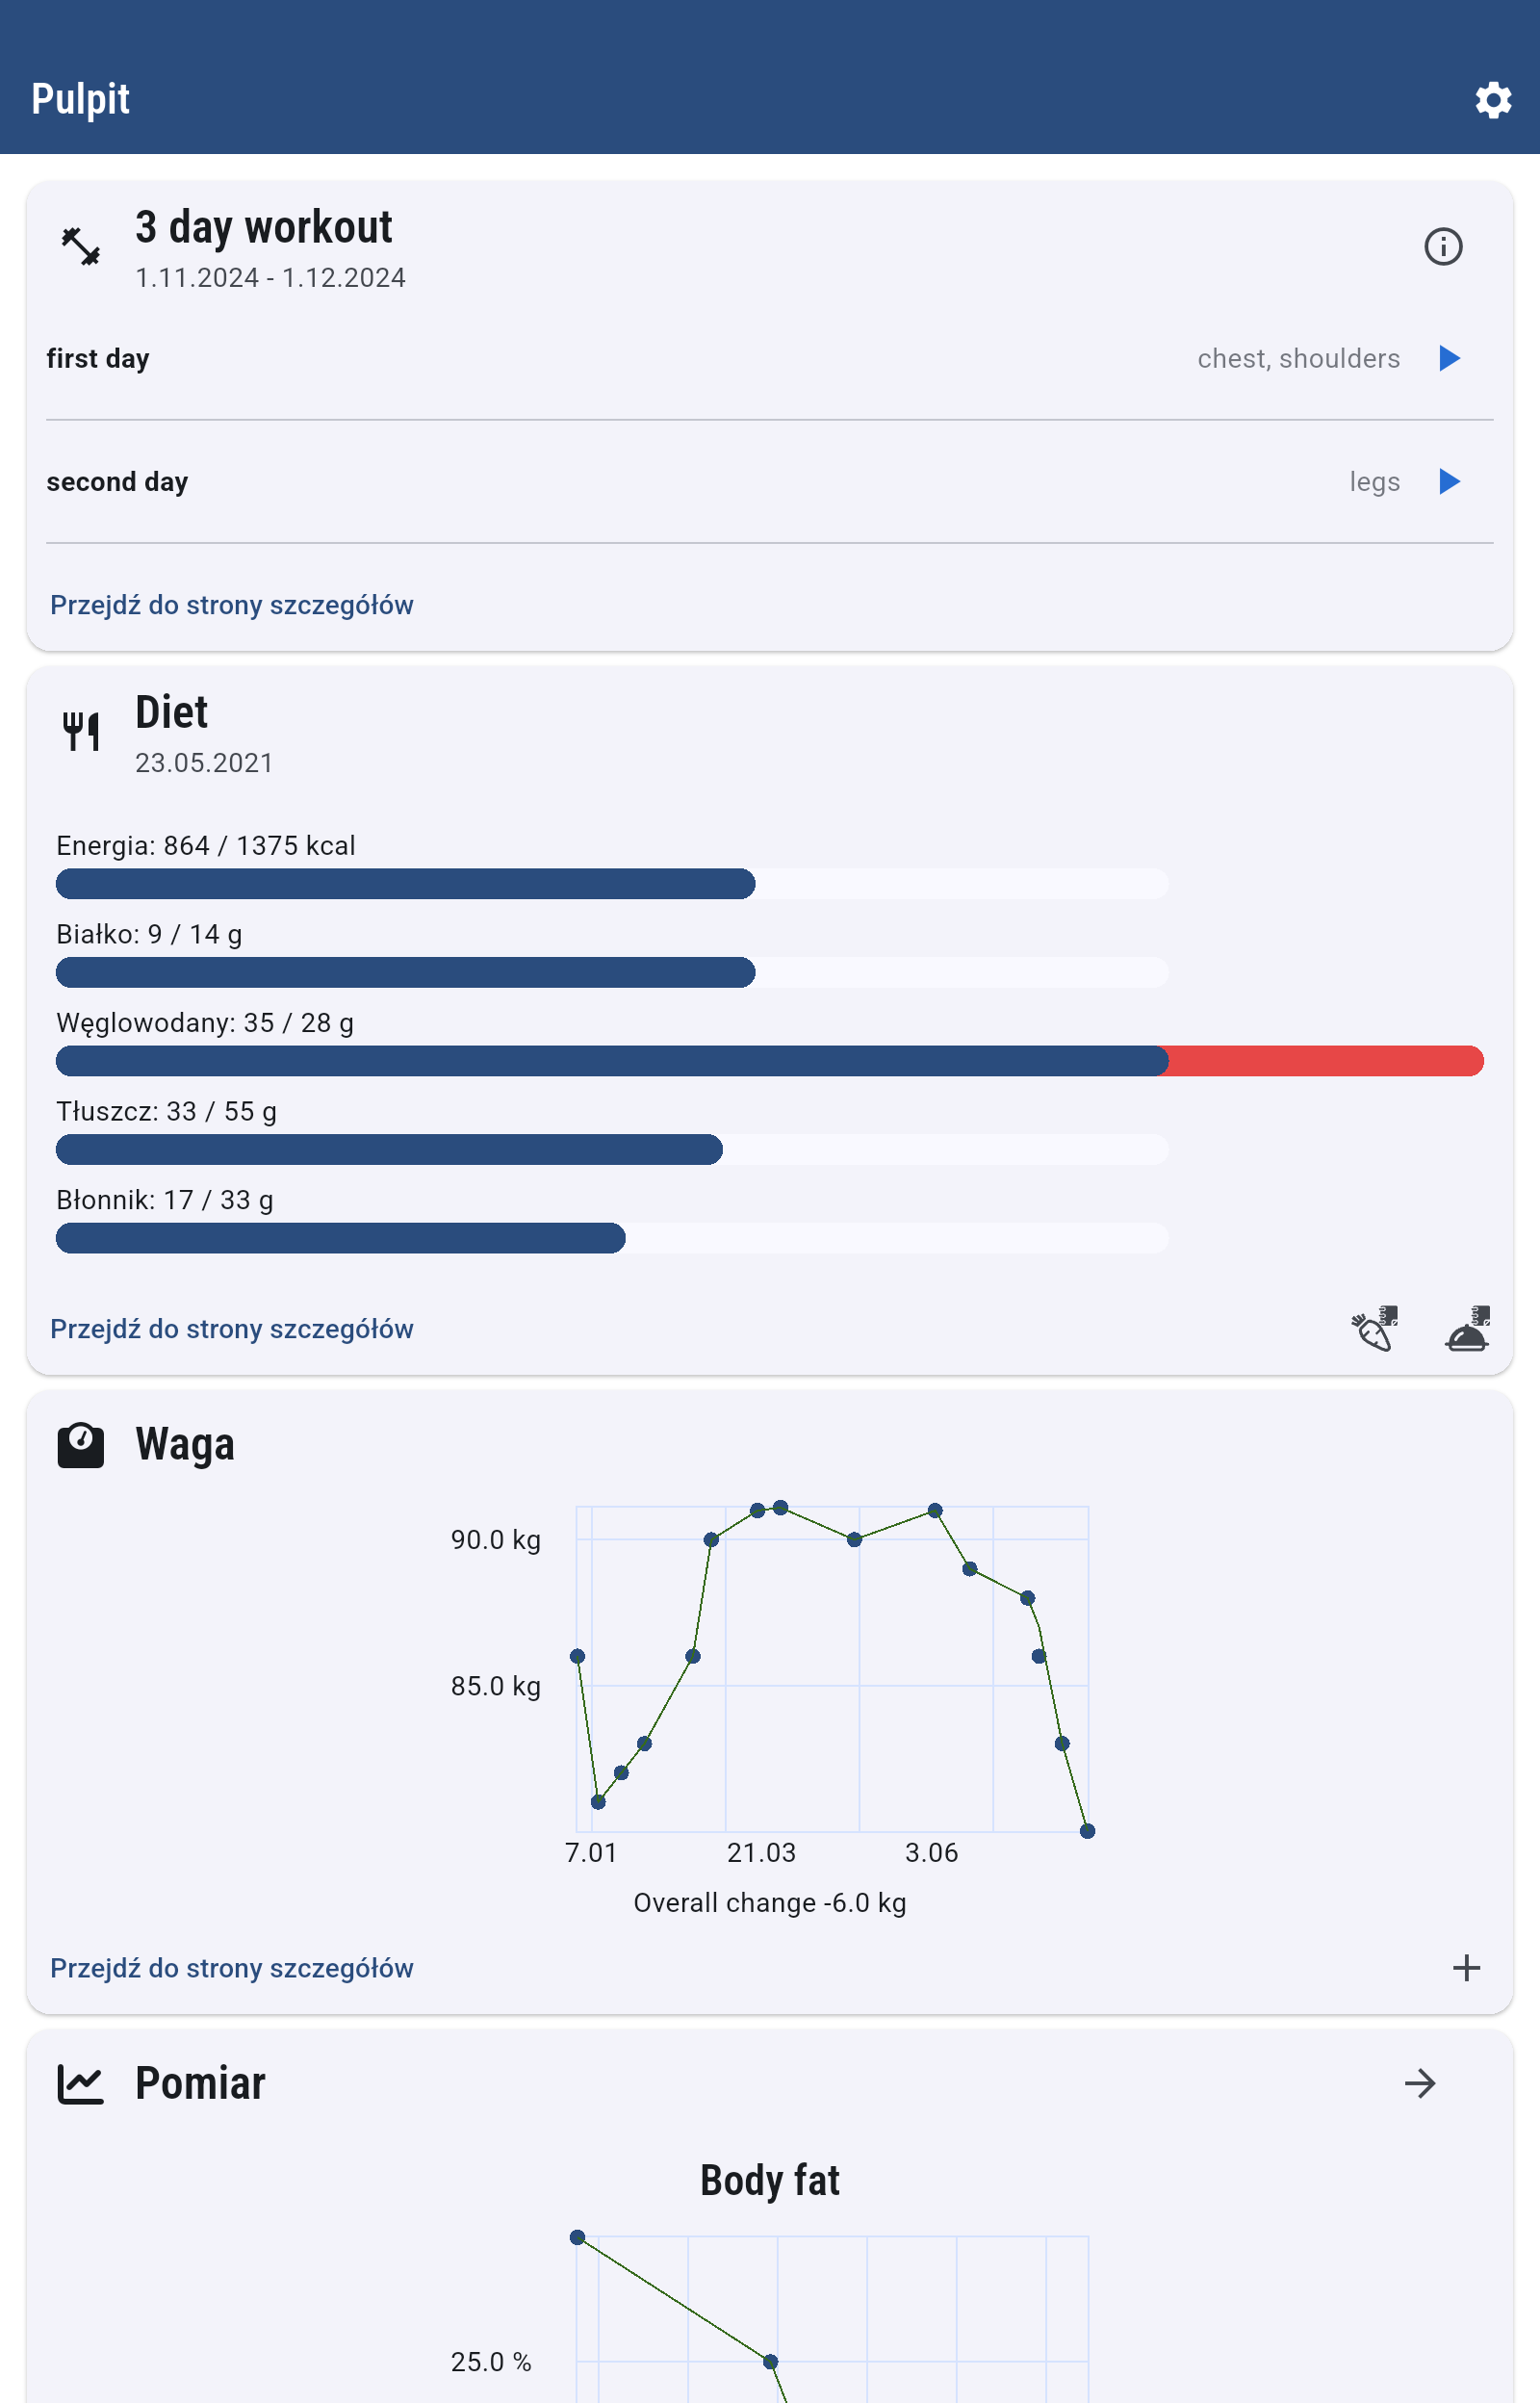 Pulpit
3 day workout
1.11.2024 - 1.12.2024
first day
chest, shoulders
second day
legs
Przejdź do strony szczegółów
Diet
23.05.2021
Energia: 864 / 1375 kcal
Białko: 9 / 14 g
Węglowodany: 35 / 28 g
Tłuszcz: 33 / 55 g
Błonnik: 17 / 33 g
Przejdź do strony szczegółów
Waga
90.0 kg
85.0 kg
7.01 21.03 3.06
Overall change -6.0 kg
Przejdź do strony szczegółów
Pomiar
Body fat
25.0 %